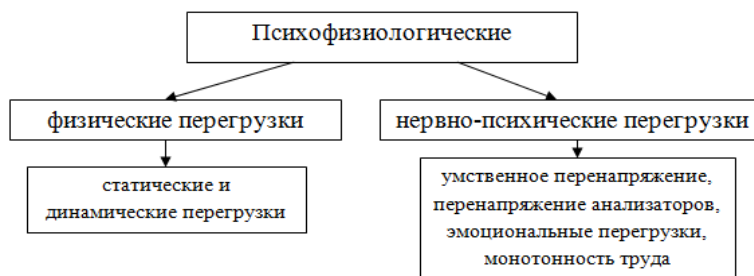 Психофизиологические
физические перегрузки
нервно-психические перегрузки
статические и
динамические перегрузки
умственное перенапряжение,
перенапряжение анализаторов,
эмоциональные перегрузки,
монотонность труда